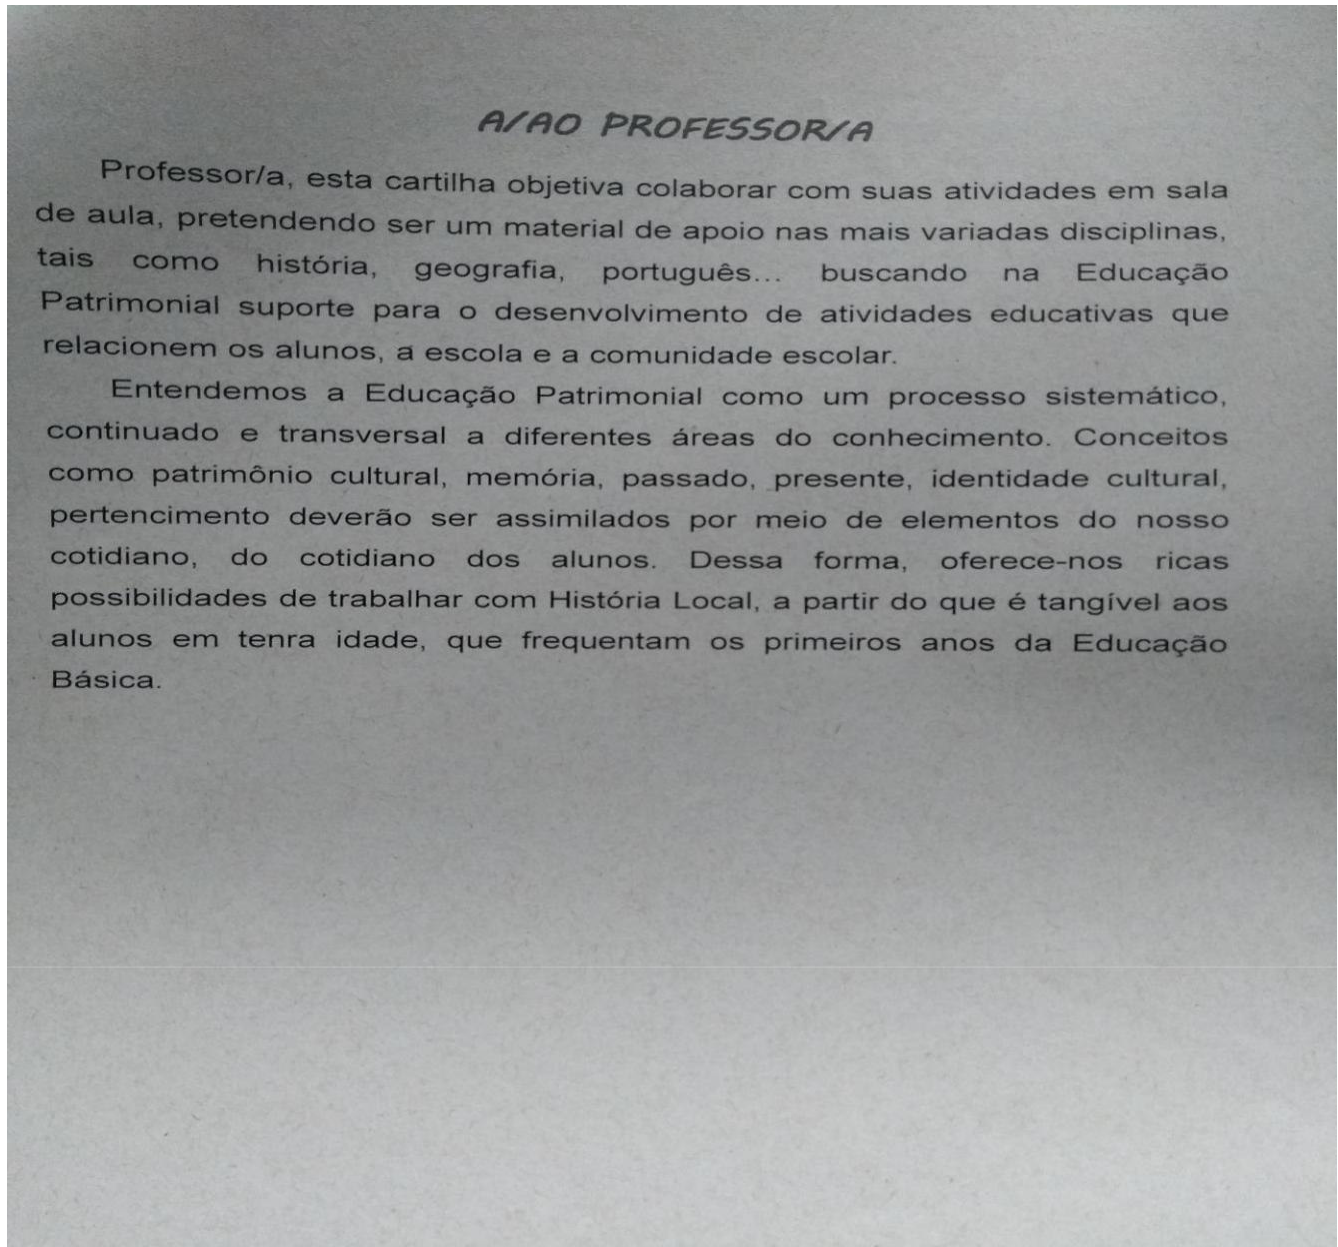 A/AO PROFESSOR/A
Professor/a, esta cartilha objetiva colaborar com suas atividades em sala
de aula, pretendendo ser um material de apoio nas mais variadas disciplinas,
tais como história, geografia, português... buscando na Educação
Patrimonial suporte para o desenvolvimento de atividades educativas que
relacionem os alunos, a escola e a comunidade escolar.
Entendemos a Educação Patrimonial como um processo sistemático,
continuado e transversal a diferentes áreas do conhecimento. Conceitos
como patrimônio cultural, memória, passado, presente, identidade cultural,
pertencimento deverão ser assimilados por meio de elementos do nosso
cotidiano, do cotidiano dos alunos. Dessa forma, oferece-nos ricas
possibilidades de trabalhar com História Local, a partir do que é tangível aos
alunos em tenra idade, que frequentam os primeiros anos da Educação
Básica.